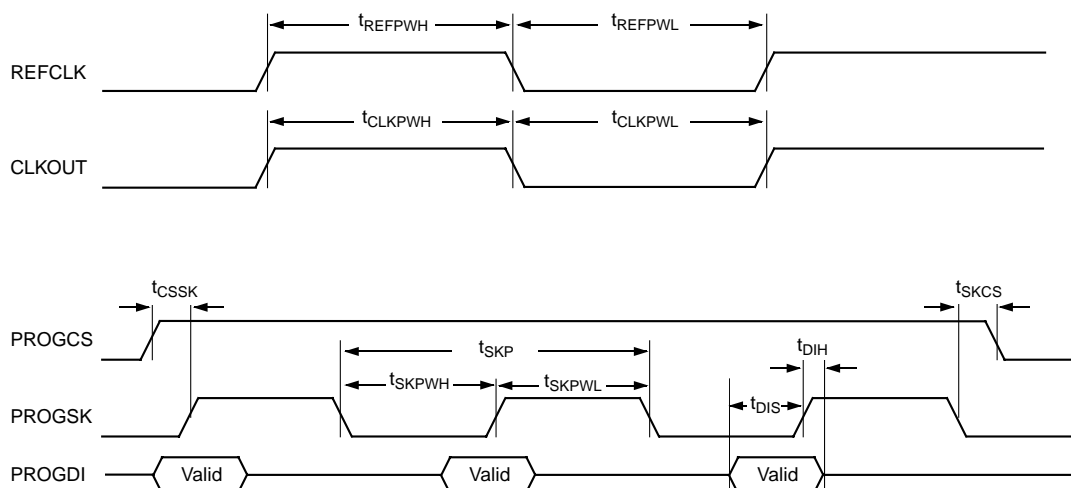 tREFPWH tREFPWL
REFCLK
tCLKPWH tCLKPWL
CLKOUT
tCSSK tSKCS
PROGCS
tSKP tDIH
tSKPWH tSKPWL
tDIS
PROGSK
PROGDI Valid Valid Valid